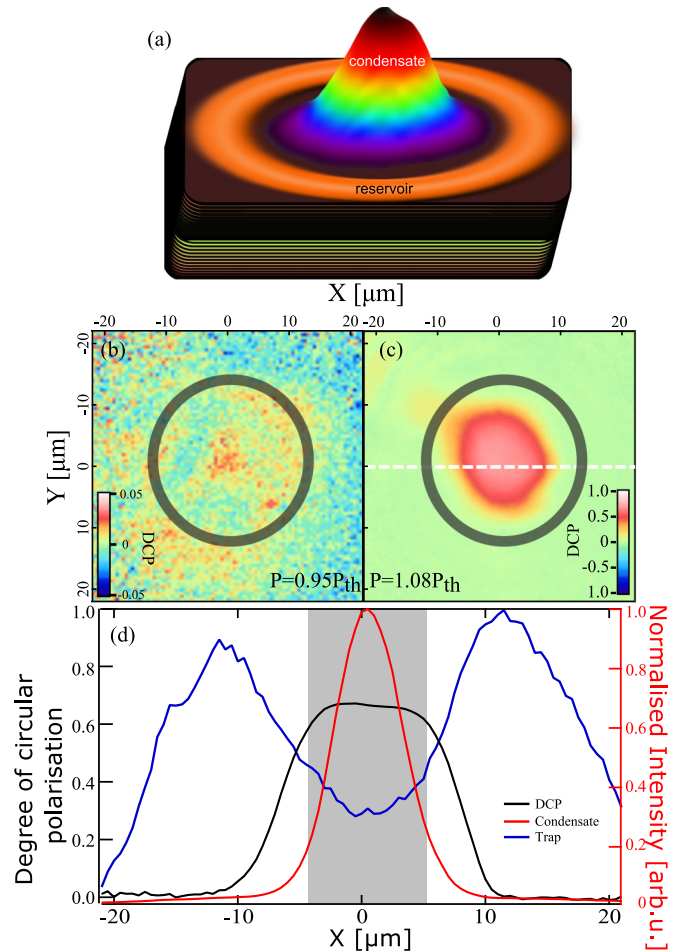 (a)
condensate
reservoir
X [μm]
-20 -10 0 10 20 -20 -10 0 10 20
(b) (c)
Y [μm]
-20
-10
0
10
20
0.05
0
-0.05
DCP
1.0
0.5
0
-0.5
1.0
DCP
P=0.95Pth P=1.08Pth
(d)
Degree of circular
polarisation
1.0
0.8
0.6
0.4
0.2
0.0
Normalised Intensity [arb.u.]
1.0
0.8
0.6
0.4
0.2
0
DCP
Condensate
Trap
-20 -10 0 10 20
X [μm]